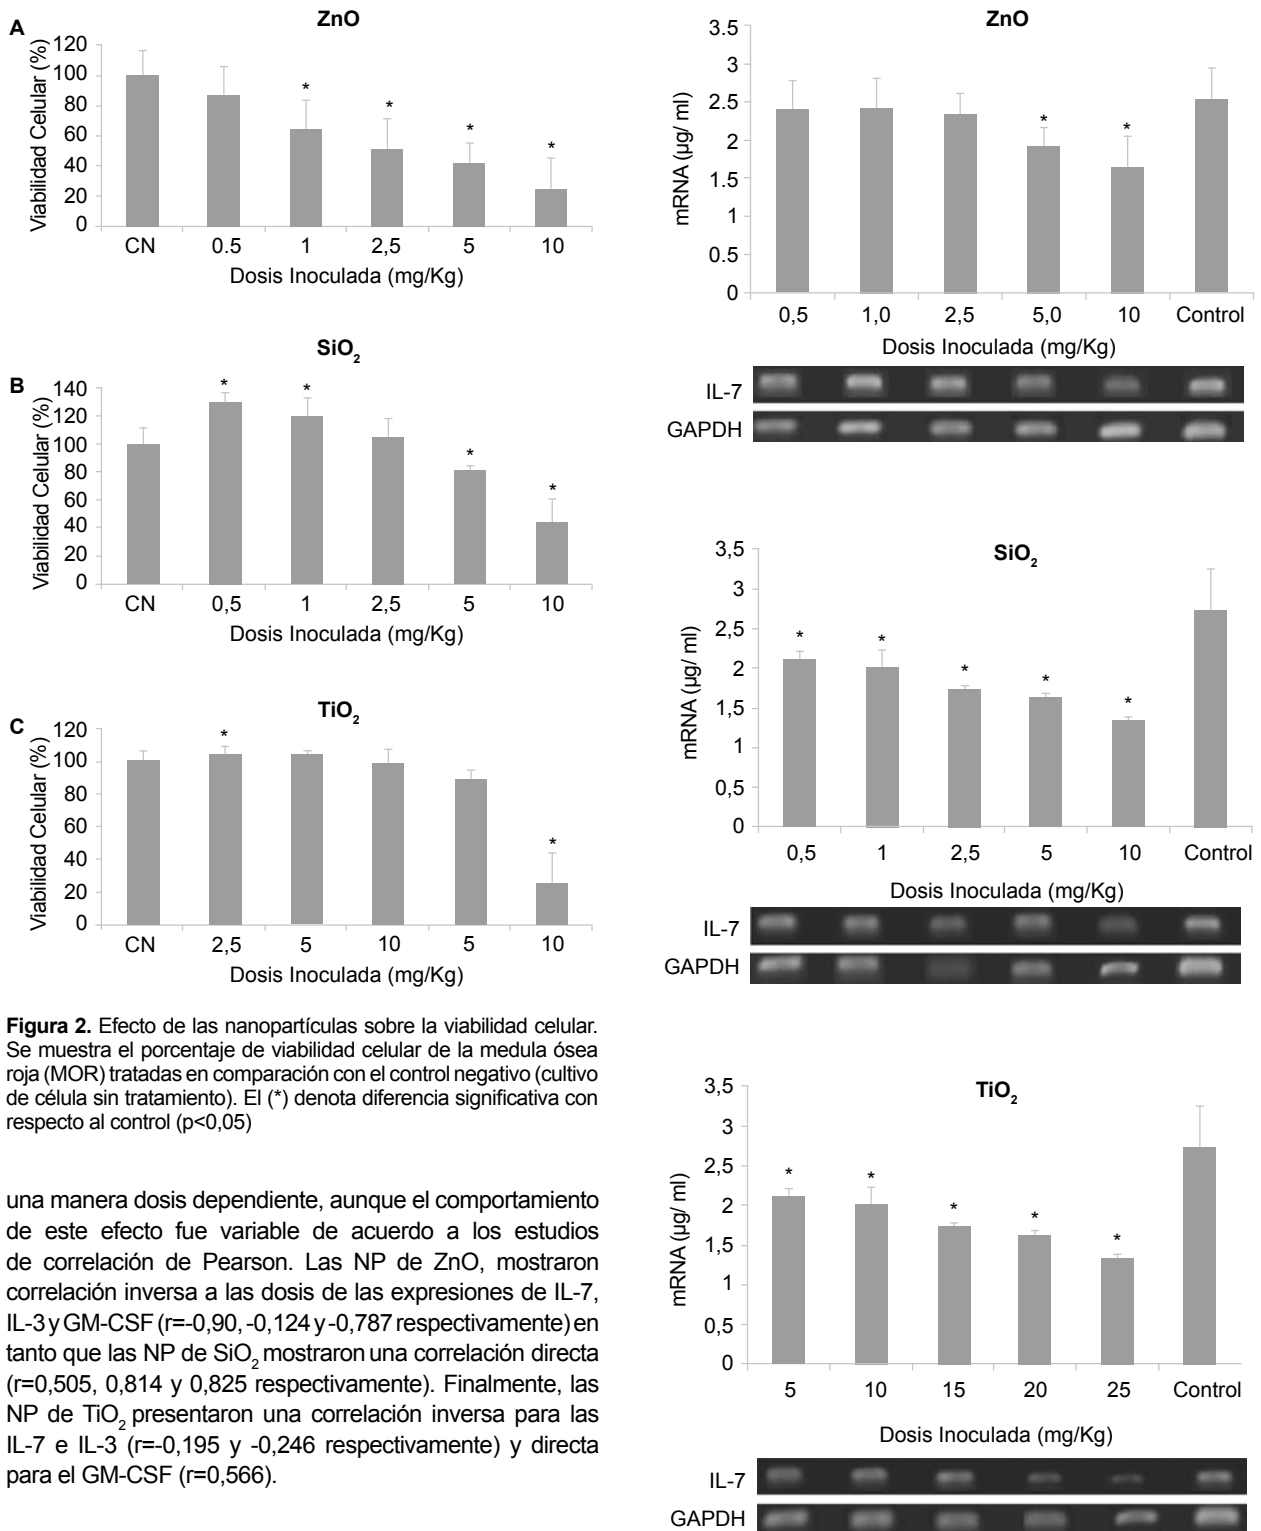 A
ZnO
Viabilidad Celular (%)
120
100
80
60
40
20
0
*
*
*
*
CN 0.5 1 2,5 5 10
Dosis Inoculada (mg/Kg)
B
SiO2
Viabilidad Celular (%)
140
120
100
80
60
40
20
0
*
*
*
*
CN 0,5 1 2,5 5 10
Dosis Inoculada (mg/Kg)
C
TiO2
Viabilidad Celular (%)
120
100
80
60
40
20
0
*
*
CN 2,5 5 10 5 10
Dosis Inoculada (mg/Kg)
Figura 2. Efecto de las nanopartículas sobre la viabilidad celular.
Se muestra el porcentaje de viabilidad celular de la medula ósea
roja (MOR) tratadas en comparación con el control negativo (cultivo
de célula sin tratamiento). El (*) denota diferencia significativa con
respecto al control (p<0,05)
una manera dosis dependiente, aunque el comportamiento
de este efecto fue variable de acuerdo a los estudios
de correlación de Pearson. Las NP de ZnO, mostraron
correlación inversa a las dosis de las expresiones de IL-7,
IL-3 y GM-CSF (r=-0,90, -0,124 y -0,787 respectivamente) en
tanto que las NP de SiO2 mostraron una correlación directa
(r=0,505, 0,814 y 0,825 respectivamente). Finalmente, las
NP de TiO2 presentaron una correlación inversa para las
IL-7 e IL-3 (r=-0,195 y -0,246 respectivamente) y directa
para el GM-CSF (r=0,566).
ZnO
mRNA (µg/ ml)
3.5
3
2.5
2
1.5
1
0.5
0
*
*
0,5 1,0 2,5 5,0 10 Control
Dosis Inoculada (mg/Kg)
IL-7
GAPDH
SiO2
mRNA (µg/ ml)
3,5
3
2,5
2
1,5
1
0,5
0
*
*
*
*
*
0,5 1 2,5 5 10 Control
Dosis Inoculada (mg/Kg)
IL-7
GAPDH
TiO2
mRNA (µg/ ml)
3,5
3
2,5
2
1,5
1
0,5
0
*
*
*
*
*
5 10 15 20 25 Control
Dosis Inoculada (mg/Kg)
IL-7
GAPDH